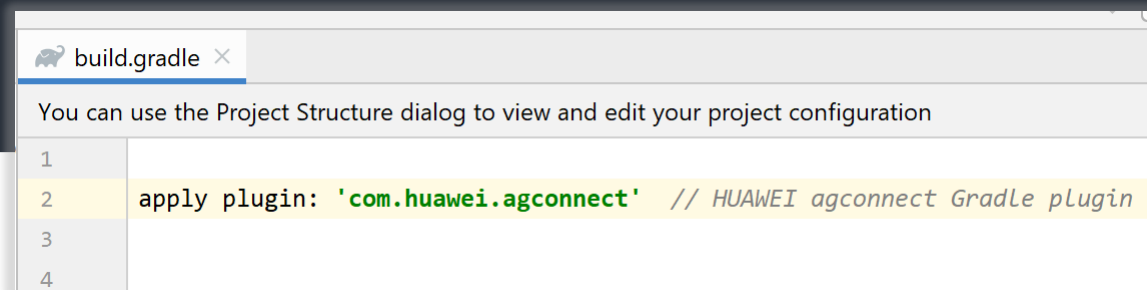 build.gradle
You can use the Project Structure dialog to view and edit your project configuration
1
2 apply plugin: 'com.huawei.agconnect' // HUAWEI agconnect Gradle plugin
3
4